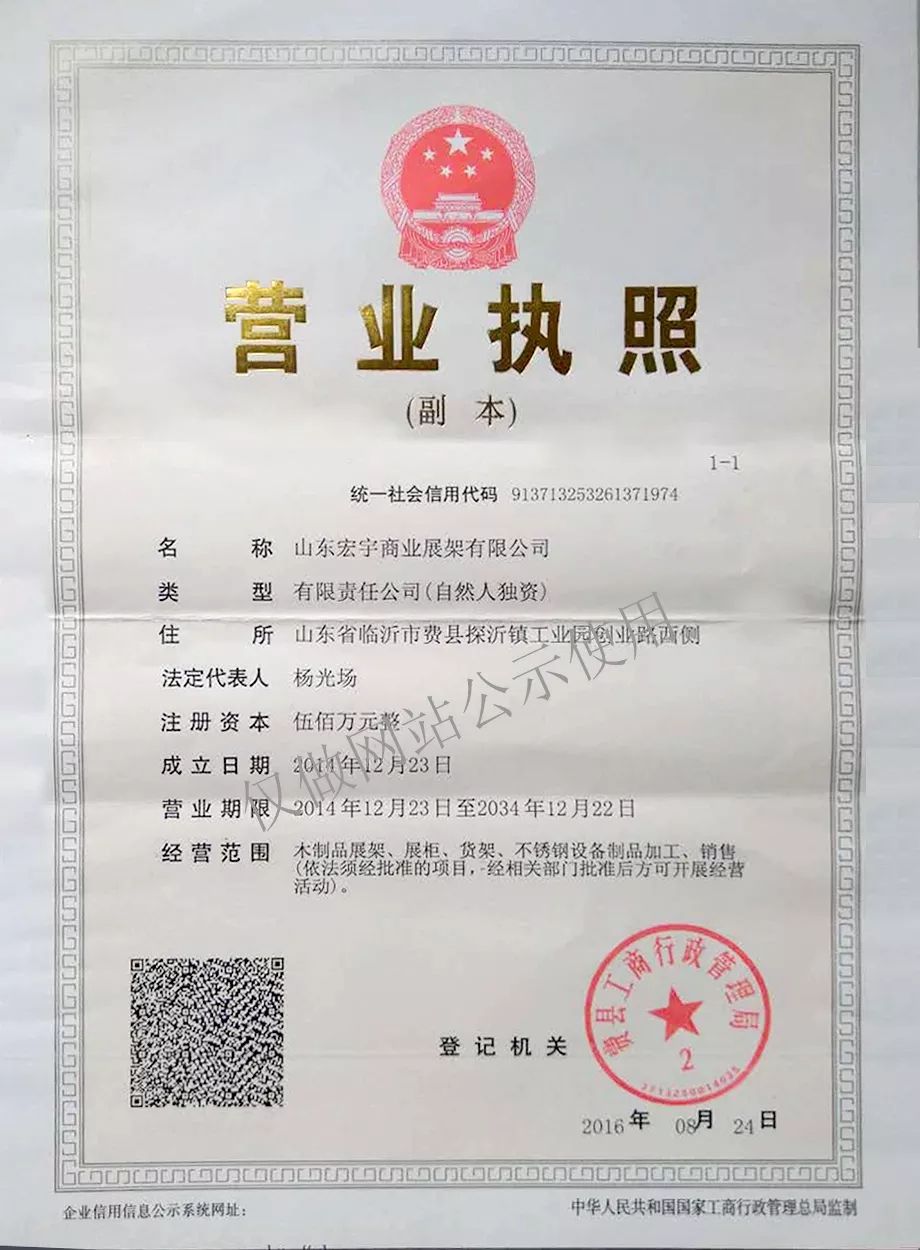 营业执照
(副 本)
1-1
统一社会信用代码 913713253261371974
名 称 山东宏宇商业展架有限公司
类 型 有限责任公司(自然人独资)
住 所 山东省临沂市费县探沂镇工业园创业路西侧
法定代表人 杨光场
注册资本 伍佰万元整
成立日期 2014年12月23日
营业期限 2014年12月23日至2034年12月22日
经营范围 木制品展架、展柜、货架、不锈钢设备制品加工、销售
(依法须经批准的项目,经相关部门批准后方可开展经营
活动)。
仅做网站公示使用
费县工商行政管理局
2
登记机关
2016年 08月 24日
企业信用信息公示系统网址:
中华人民共和国国家工商行政管理总局监制